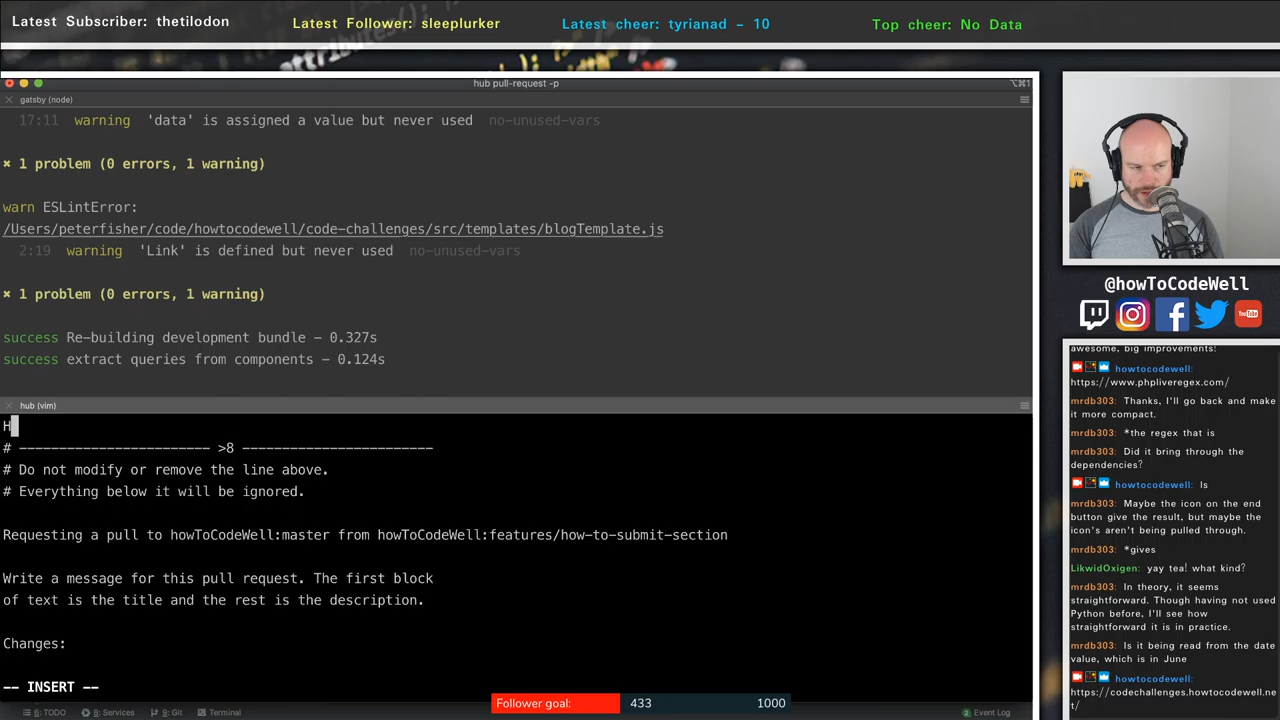 Latest Subscriber: thetilodon
Latest Follower: sleeplurker
Latest cheer: tyrianad - 10
Top cheer: No Data
attributes();
hub pull-request -p
⌥⌘1
gatsby (node)
17:11 warning 'data' is assigned a value but never used no-unused-vars
✖ 1 problem (0 errors, 1 warning)
warn ESLintError:
/Users/peterfisher/code/howtocodewell/code-challenges/src/templates/blogTemplate.js
2:19 warning 'Link' is defined but never used no-unused-vars
✖ 1 problem (0 errors, 1 warning)
success Re-building development bundle - 0.327s
success extract queries from components - 0.124s
hub (vim)
H
# ------------------------ >8 ------------------------
# Do not modify or remove the line above.
# Everything below it will be ignored.
Requesting a pull to howToCodeWell:master from howToCodeWell:features/how-to-submit-section
Write a message for this pull request. The first block
of text is the title and the rest is the description.
Changes:
-- INSERT --
6: TODO
8: Services
9: Git
Terminal
2 Event Log
Follower goal:
433
1000
@howToCodeWell
You Tube
awesome, big improvements!
howtocodewell:
https://www.phpliveregex.com/
mrdb303: Thanks, I'll go back and make
it more compact.
mrdb303: *the regex that is
mrdb303: Did it bring through the
dependencies?
howtocodewell: Is
mrdb303: Maybe the icon on the end
button give the result, but maybe the
icon's aren't being pulled through.
mrdb303: *gives
LikwidOxigen: yay tea! what kind?
mrdb303: In theory, it seems
straightforward. Though having not used
Python before, I'll see how
straightforward it is in practice.
mrdb303: Is it being read from the date
value, which is in June
howtocodewell:
https://codechallenges.howtocodewell.ne
t/